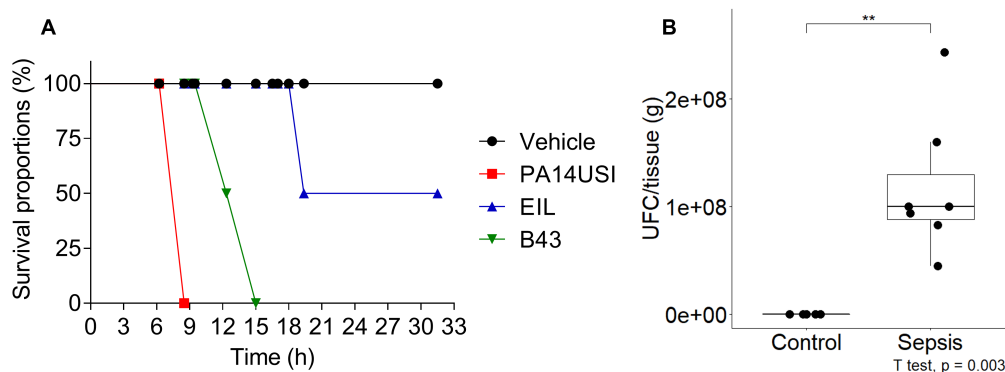 A
Survival proportions (%)
100
75
50
25
0
0 3 6 9 12 15 18 21 24 27 30 33
Time (h)
Vehicle
PA14USI
EIL
B43
B
**
UFC/tissue (g)
2e+08
1e+08
0e+00
Control Sepsis
T test, p = 0.003